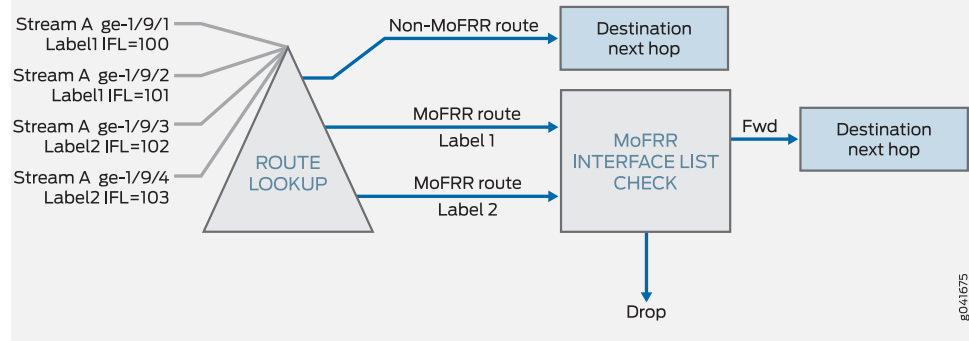 Stream A ge-1/9/1
Label1 IFL=100
Stream A ge-1/9/2
Label1 IFL=101
Stream A ge-1/9/3
Label2 IFL=102
Stream A ge-1/9/4
Label2 IFL=103
ROUTE
LOOKUP
Non-MoFRR route
Destination
next hop
MoFRR route
Label 1
MoFRR route
Label 2
MoFRR
INTERFACE LIST
CHECK
Fwd
Destination
next hop
Drop
g041675